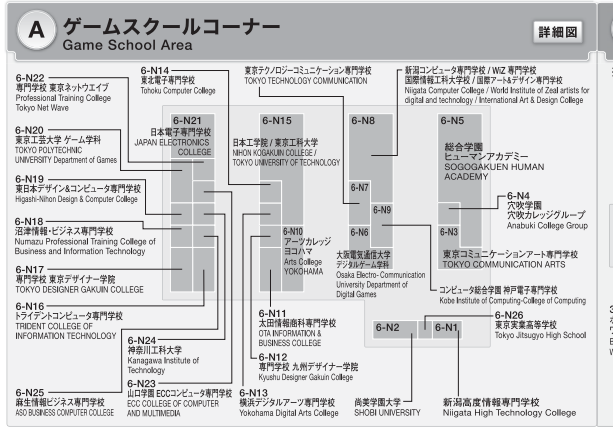 A
ゲームスクールコーナー
Game School Area
詳細図
6-N22
専門学校 東京ネットウエイブ
Professional Training College
Tokyo Net Wave
6-N14
東北電子専門学校
Tohoku Computer College
東京テクノロジーコミュニケーション専門学校
TOKYO TECHNOLOGY COMMUNICATION
新潟コンピュータ専門学校 / WiZ 専門学校
国際情報工科大学校 / 国際アート&デザイン専門学校
Niigata Computer College / World Institute of Zeal artists for
digital and technology / International Art & Design College
6-N20
東京工芸大学 ゲーム学科
TOKYO POLYTECHNIC
UNIVERSITY Department of Games
6-N21
日本電子専門学校
JAPAN ELECTRONICS
COLLEGE
6-N15
日本工学院 / 東京工科大学
NIHON KOGAKUIN COLLEGE /
TOKYO UNIVERSITY OF TECHNOLOGY
6-N8
6-N5
総合学園
ヒューマンアカデミー
SOGOGAKUEN HUMAN
ACADEMY
6-N19
東日本デザイン&コンピュータ専門学校
Higashi-Nihon Design & Computer College
6-N7
6-N9
6-N4
穴吹学園
穴吹カレッジグループ
Anabuki College Group
6-N18
沼津情報・ビジネス専門学校
Numazu Professional Training College of
Business and Information Technology
6-N10
アーツカレッジ
ヨコハマ
Arts College
YOKOHAMA
6-N6
大阪電気通信大学
デジタルゲーム学科
Osaka Electro- Communication
University Department of
Digital Games
6-N3
東京コミュニケーションアート専門学校
TOKYO COMMUNICATION ARTS
6-N17
専門学校 東京デザイナー学院
TOKYO DESIGNER GAKUIN COLLEGE
コンピュータ総合学園 神戸電子専門学校
Kobe Institute of Computing-College of Computing
6-N16
トライデントコンピュータ専門学校
TRIDENT COLLEGE OF
INFORMATION TECHNOLOGY
6-N11
太田情報商科専門学校
OTA INFORMATION &
BUSINESS COLLEGE
6-N2
6-N1
6-N26
東京実業高等学校
Tokyo Jitsugyo High School
6-N24
神奈川工科大学
Kanagawa Institute of
Technology
6-N12
専門学校 九州デザイナー学院
Kyushu Designer Gakuin College
6-N25
麻生情報ビジネス専門学校
ASO BUSINESS COMPUTER COLLEGE
6-N23
山口学園 ECCコンピュータ専門学校
ECC COLLEGE OF COMPUTER
AND MULTIMEDIA
6-N13
横浜デジタルアーツ専門学校
Yokohama Digital Arts College
尚美学園大学
SHOBI UNIVERSITY
新潟高度情報専門学校
Niigata High Technology College